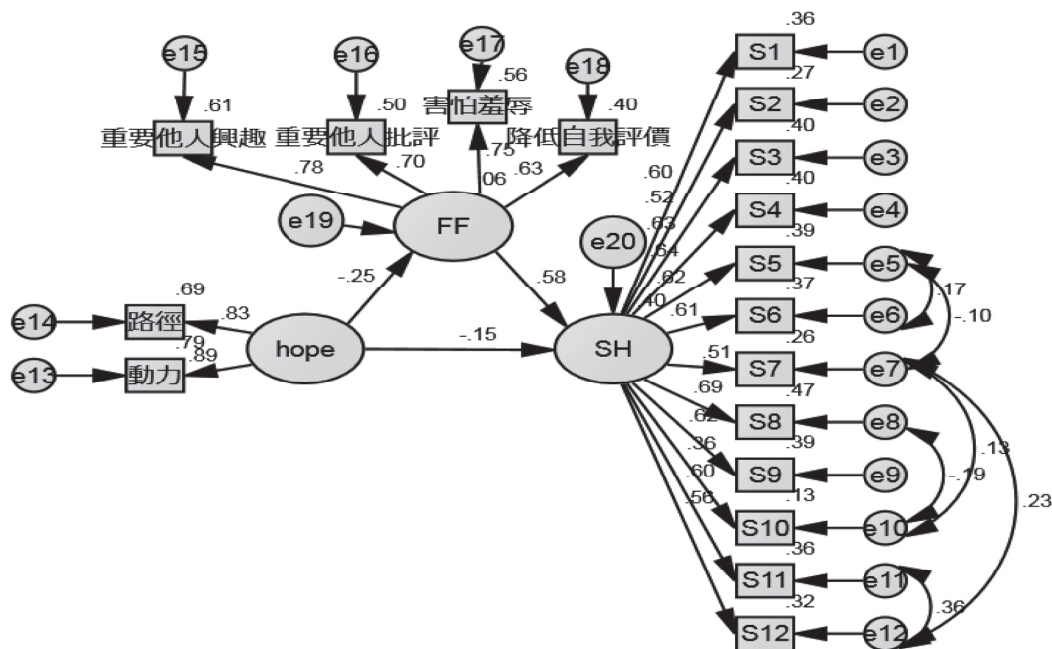 .36
e15 e16 e17 S1 e1
.27
e18
.56
.61 .50 害怕羞辱 .40 S2 e2
.40
重要他人興趣 重要他人批評 降低自我評價
.75 S3 e3
.78 .70 .06 .63 .60 .40
.52
e19 FF S4 e4
.63 .39
e20 .64
S5 e5
-.25 .58 .62 .37 .17
.69 .40 .61
e14 路徑 .83 S6 e6 -.10
.79 -.15 .26
hope SH .51
.89 S7 e7
e13 動力 .69 .47
.62 S8 e8
.36 .39 .13
.60 S9 e9 -.19
.56 .13 .23
S10 e10
.36
S11 e11
.32 .36
S12 e12